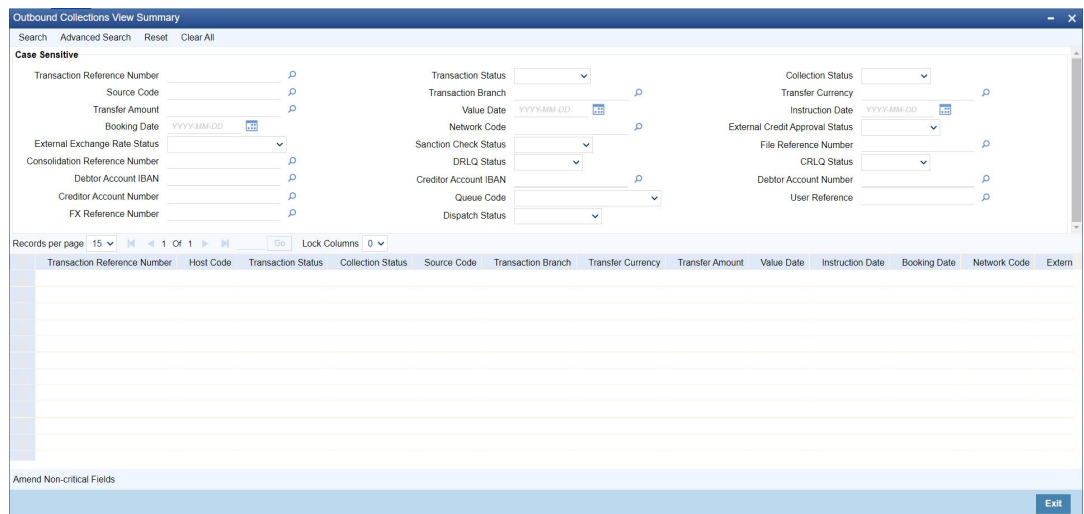 Outbound Collections View Summary
Search Advanced Search Reset Clear All
Case Sensitive
Transaction Reference Number Transaction Status Collection Status
Source Code Transaction Branch Transfer Currency
Transfer Amount Value Date YYYY-MM-DD Instruction Date YYYY-MM-DD
Booking Date YYYY-MM-DD Network Code External Credit Approval Status
External Exchange Rate Status Sanction Check Status File Reference Number
Consolidation Reference Number DRLQ Status CRLQ Status
Debtor Account IBAN Creditor Account IBAN Debtor Account Number
Creditor Account Number Queue Code User Reference
FX Reference Number Dispatch Status
Records per page 15 1 Of 1 Go Lock Columns 0
Transaction Reference Number Host Code Transaction Status Collection Status Source Code Transaction Branch Transfer Currency Transfer Amount Value Date Instruction Date Booking Date Network Code Extern
Amend Non-critical Fields
Exit